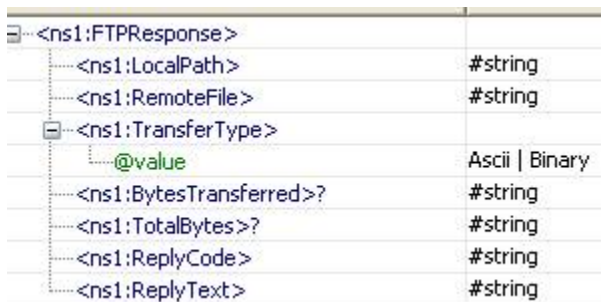 <ns1:FTPResponse>
<ns1:LocalPath> #string
<ns1:RemoteFile> #string
<ns1:TransferType>
@value Ascii | Binary
<ns1:BytesTransferred>? #string
<ns1:TotalBytes>? #string
<ns1:ReplyCode> #string
<ns1:ReplyText> #string